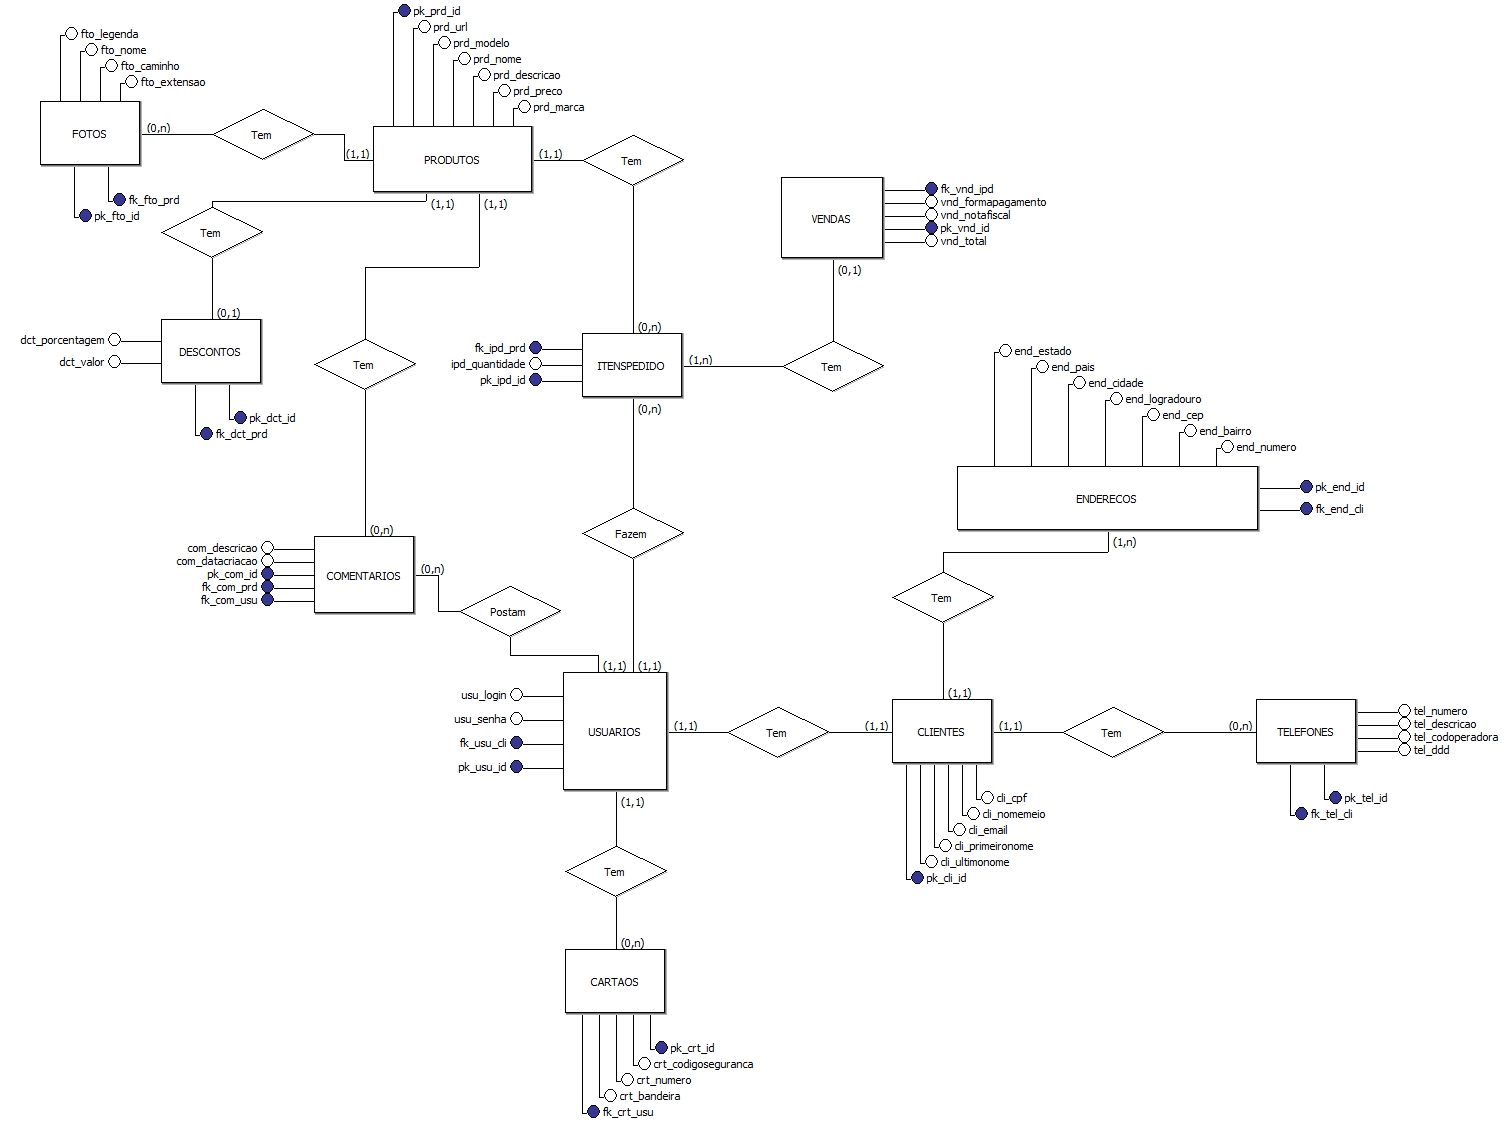 pk_prd_id
prd_url
prd_modelo
prd_nome
prd_descricao
prd_preco
prd_marca
fto_legenda
fto_nome
fto_caminho
fto_extensao
FOTOS
(0,n)
Tem
(1,1)
PRODUTOS
(1,1)
Tem
fk_fto_prd
pk_fto_id
(1,1)
(1,1)
Tem
VENDAS
fk_vnd_ipd
vnd_formapagamento
vnd_notafiscal
pk_vnd_id
vnd_total
(0,1)
(0,1)
dct_porcentagem
dct_valor
DESCONTOS
pk_dct_id
fk_dct_prd
Tem
(0,n)
fk_ipd_prd
ipd_quantidade
pk_ipd_id
ITENSPEDIDO
(1,n)
Tem
(0,n)
end_estado
end_pais
end_cidade
end_logradouro
end_cep
end_bairro
end_numero
ENDERECOS
pk_end_id
fk_end_cli
(1,n)
Fazem
(0,n)
com_descricao
com_datacriacao
pk_com_id
fk_com_prd
fk_com_usu
COMENTARIOS
(0,n)
Postam
Tem
(1,1)
(1,1)
(1,1)
usu_login
usu_senha
fk_usu_cli
pk_usu_id
USUARIOS
(1,1)
Tem
(1,1)
CLIENTES
(1,1)
Tem
(0,n)
TELEFONES
tel_numero
tel_descricao
tel_codoperadora
tel_ddd
pk_tel_id
fk_tel_cli
cli_cpf
cli_nomemeio
cli_email
cli_primeironome
cli_ultimonome
pk_cli_id
(1,1)
Tem
(0,n)
CARTAOS
pk_crt_id
crt_codigoseguranca
crt_numero
crt_bandeira
fk_crt_usu